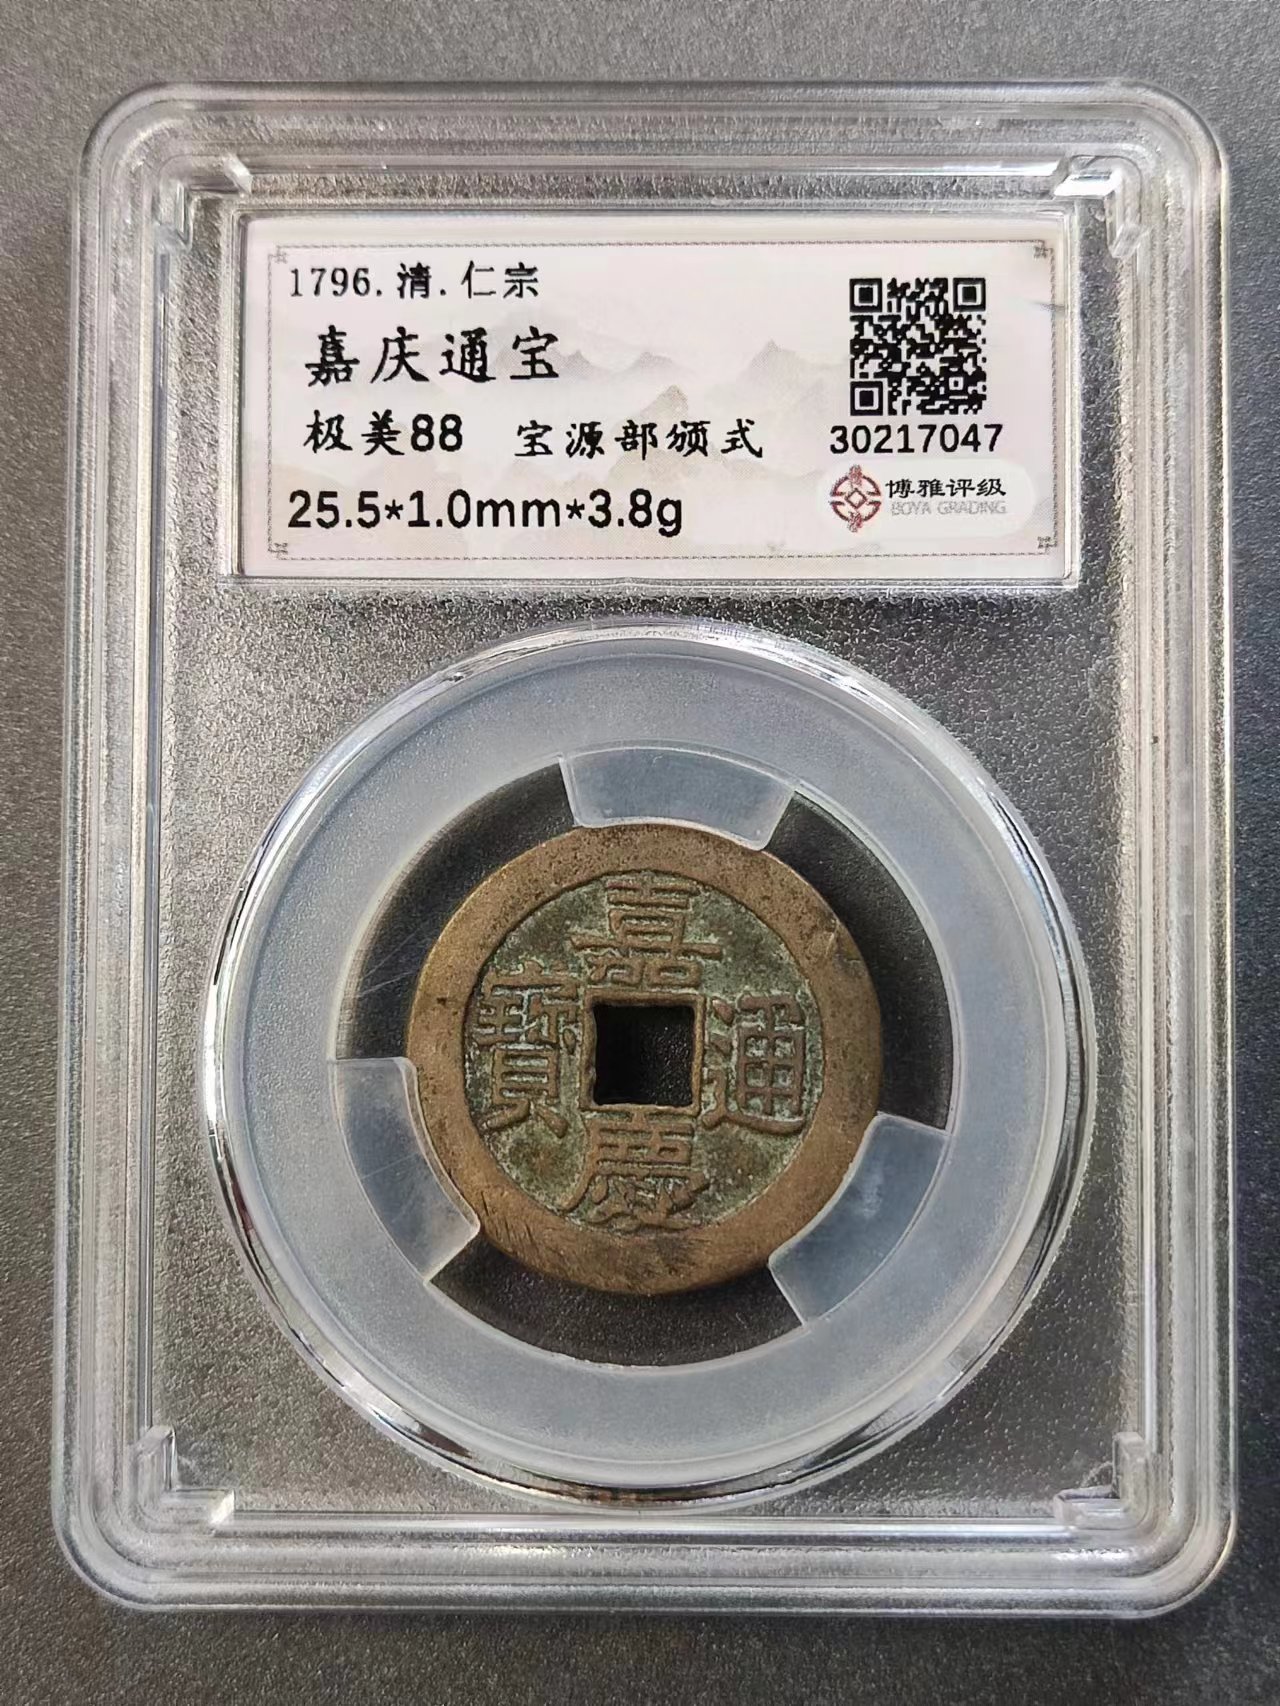 1796.清.仁宗
嘉庆通宝
极美88 宝源部颁式
25.5*1.0mm*3.8g
30217047
博雅评级
BOYA GRADING
嘉慶通寶